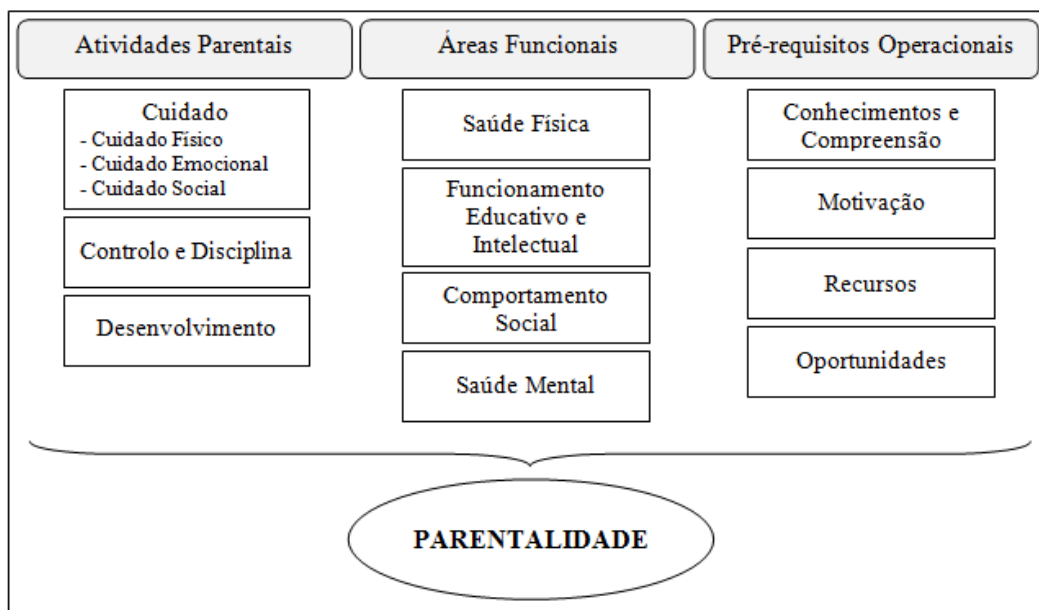 Atividades Parentais
Cuidado
- Cuidado Físico
- Cuidado Emocional
- Cuidado Social
Controlo e Disciplina
Desenvolvimento
Áreas Funcionais
Saúde Física
Funcionamento
Educativo e
Intelectual
Comportamento
Social
Saúde Mental
Pré-requisitos Operacionais
Conhecimentos e
Compreensão
Motivação
Recursos
Oportunidades
PARENTALIDADE